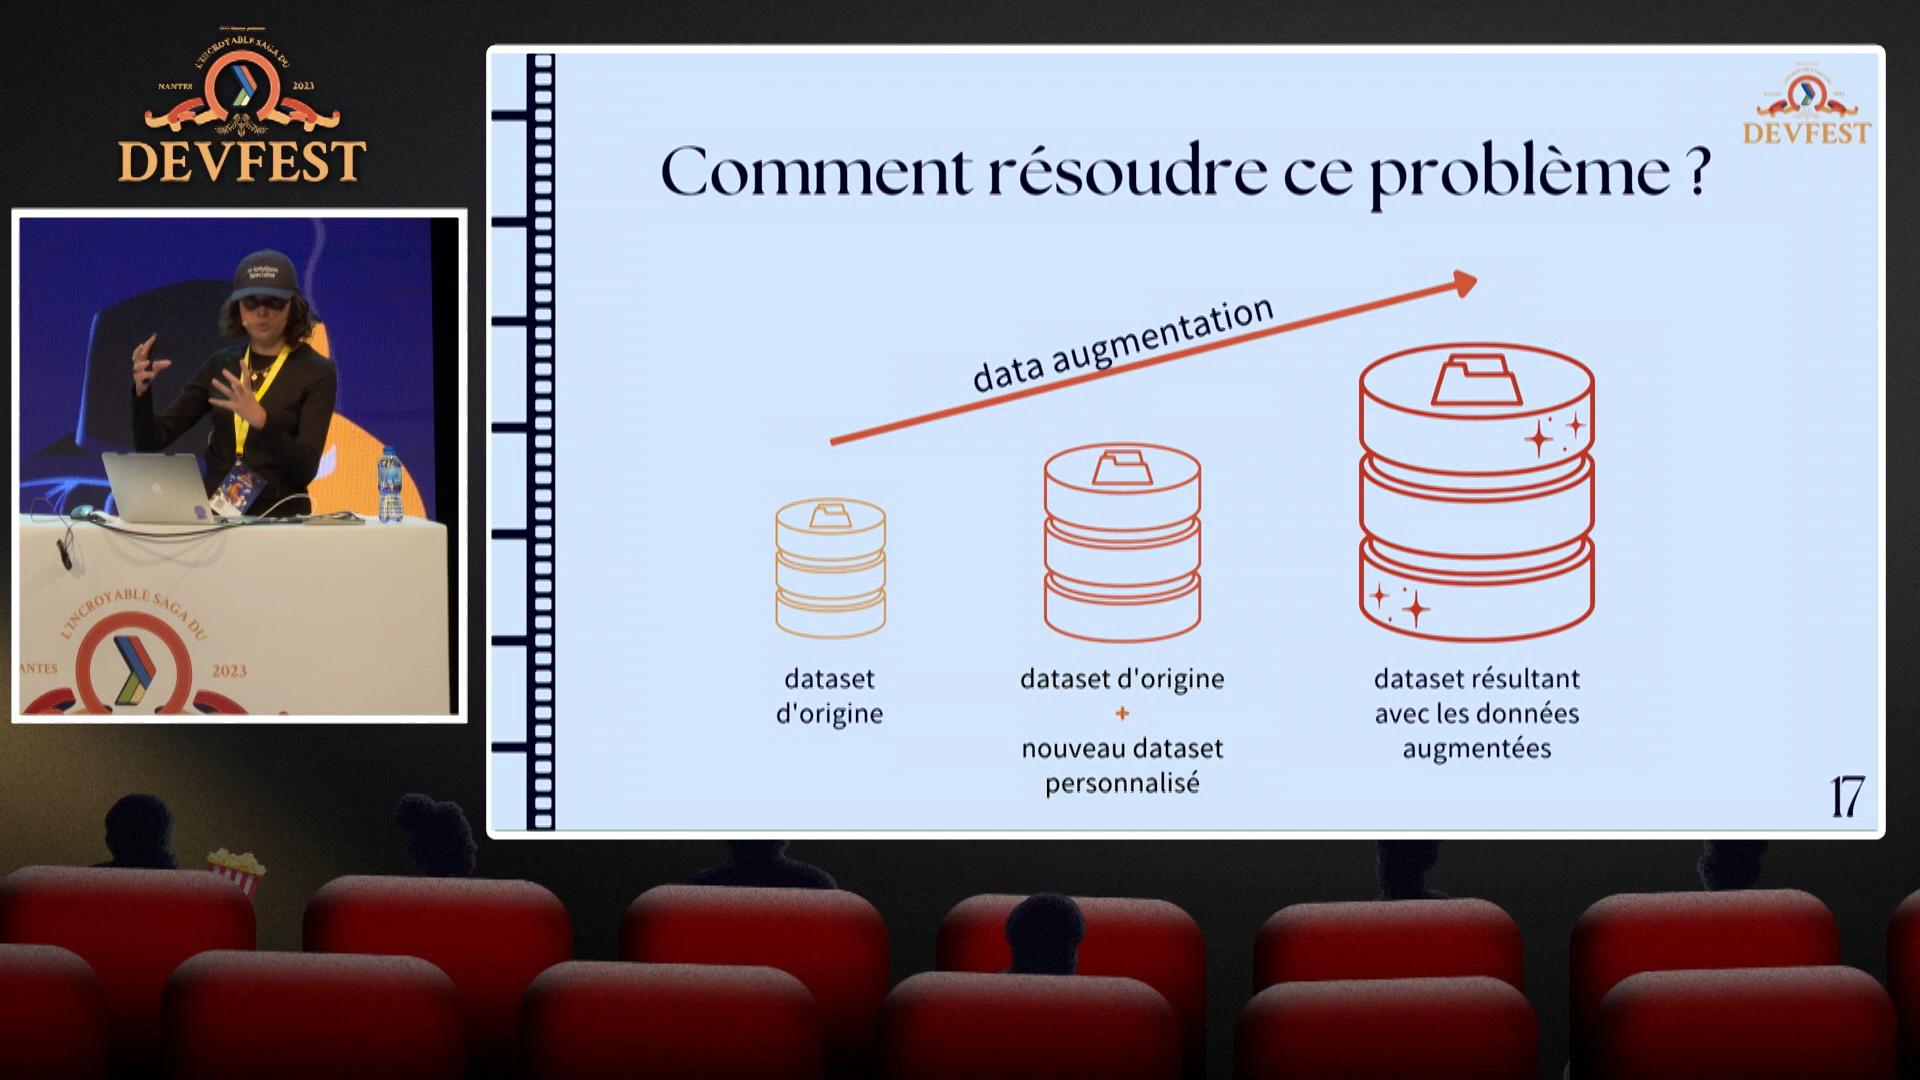 L'INCROYABLE SAGA DU
NANTES 2023
DEVFEST
L'INCROYABLE SAGA DU
ANTES 2023
DEVFEST
Comment résoudre ce problème ?
data augmentation
dataset
d'origine
dataset d'origine
+
nouveau dataset
personnalisé
dataset résultant
avec les données
augmentées
17